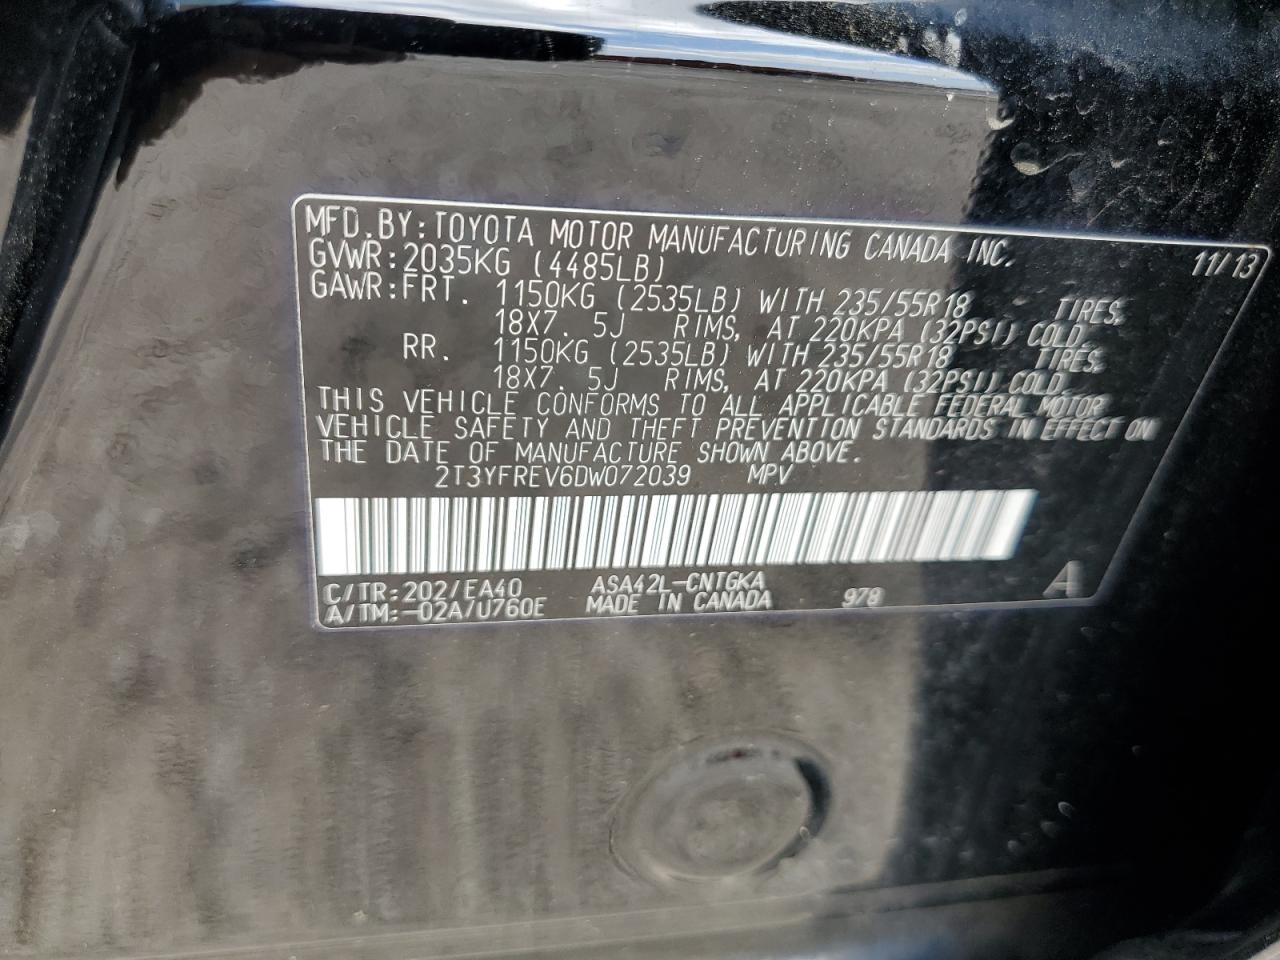 MFD.BY:TOYOTA MOTOR MANUFACTURING CANADA INC. 11/13
GVWR:2035KG (4485LB)
GAWR:FRT. 1150KG (2535LB) WITH 235/55R18 TIRES,
18X7.5J RIMS, AT 220KPA (32PSI) COLD,
RR. 1150KG (2535LB) WITH 235/55R18 TIRES,
18X7.5J RIMS, AT 220KPA (32PSI) COLD.
THIS VEHICLE CONFORMS TO ALL APPLICABLE FEDERAL MOTOR
VEHICLE SAFETY AND THEFT PREVENTION STANDARDS IN EFFECT ON
THE DATE OF MANUFACTURE SHOWN ABOVE.
2T3YFREV6DW072039 MPV
C/TR:202/EA40 ASA42L-CNTGKA A
A/TM:-02A/U760E MADE IN CANADA 978